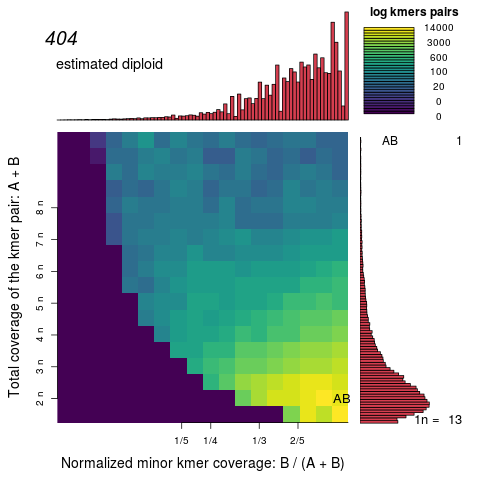 404
estimated diploid
log kmers pairs
14000
3000
600
100
20
0
0
AB 1
8 n
7 n
6 n
5 n
4 n
3 n
2 n
Total coverage of the kmer pair: A + B
AB
1n = 13
1/5 1/4 1/3 2/5
Normalized minor kmer coverage: B / (A + B)